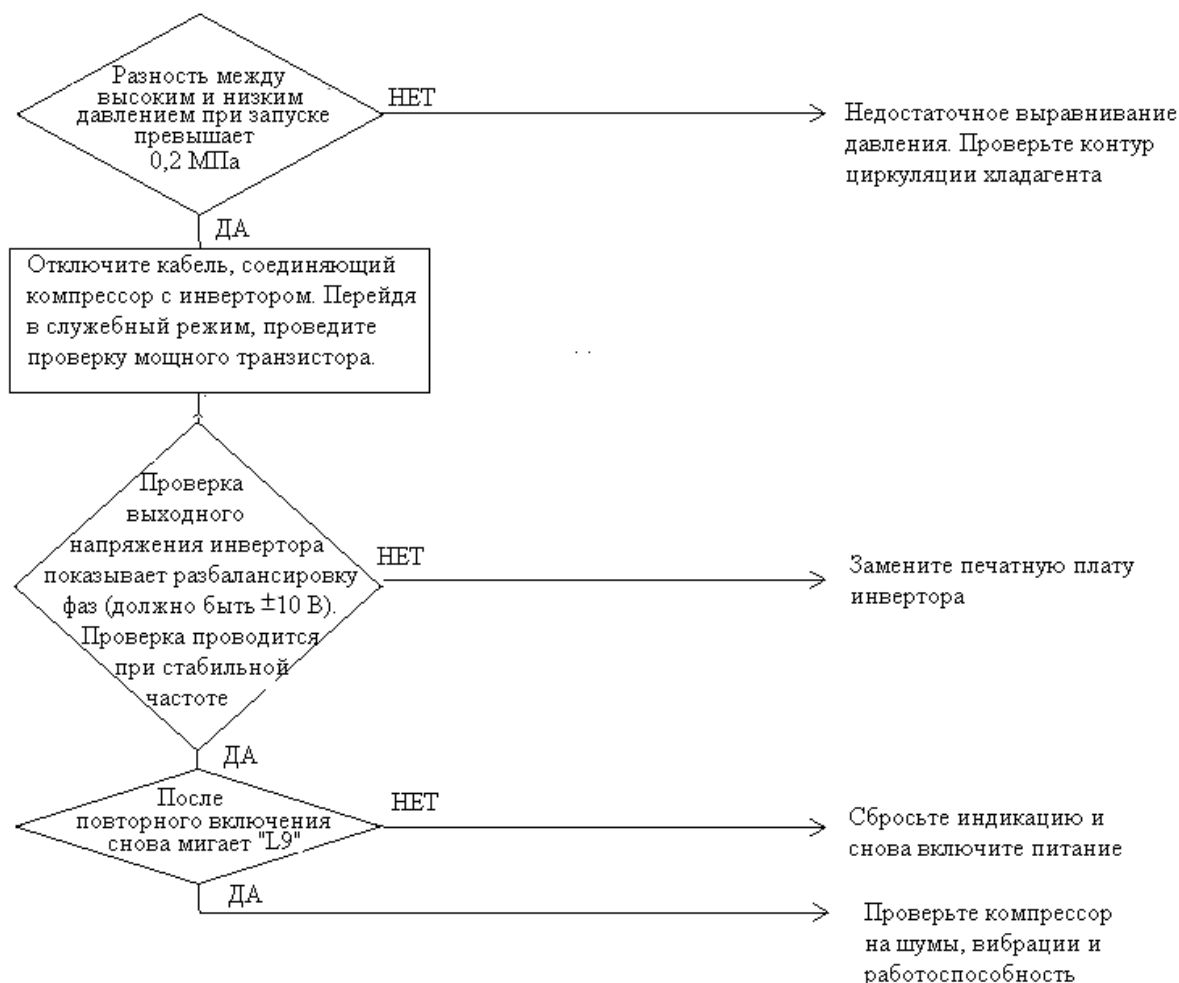 Разность между
высоким и низким
давлением при запуске
превышает
0,2 МПа
НЕТ
Недостаточное выравнивание
давления. Проверьте контур
циркуляции хладагента
ДА
Отключите кабель, соединяющий
компрессор с инвертором. Перейдя
в служебный режим, проведите
проверку мощного транзистора.
Проверка
выходного
напряжения инвертора
показывает разбалансировку
фаз (должно быть ±10 В).
Проверка проводится
при стабильной
частоте
НЕТ
Замените печатную плату
инвертора
ДА
После
повторного включения
снова мигает "L9"
НЕТ
Сбросьте индикацию и
снова включите питание
ДА
Проверьте компрессор
на шумы, вибрации и
работоспособность